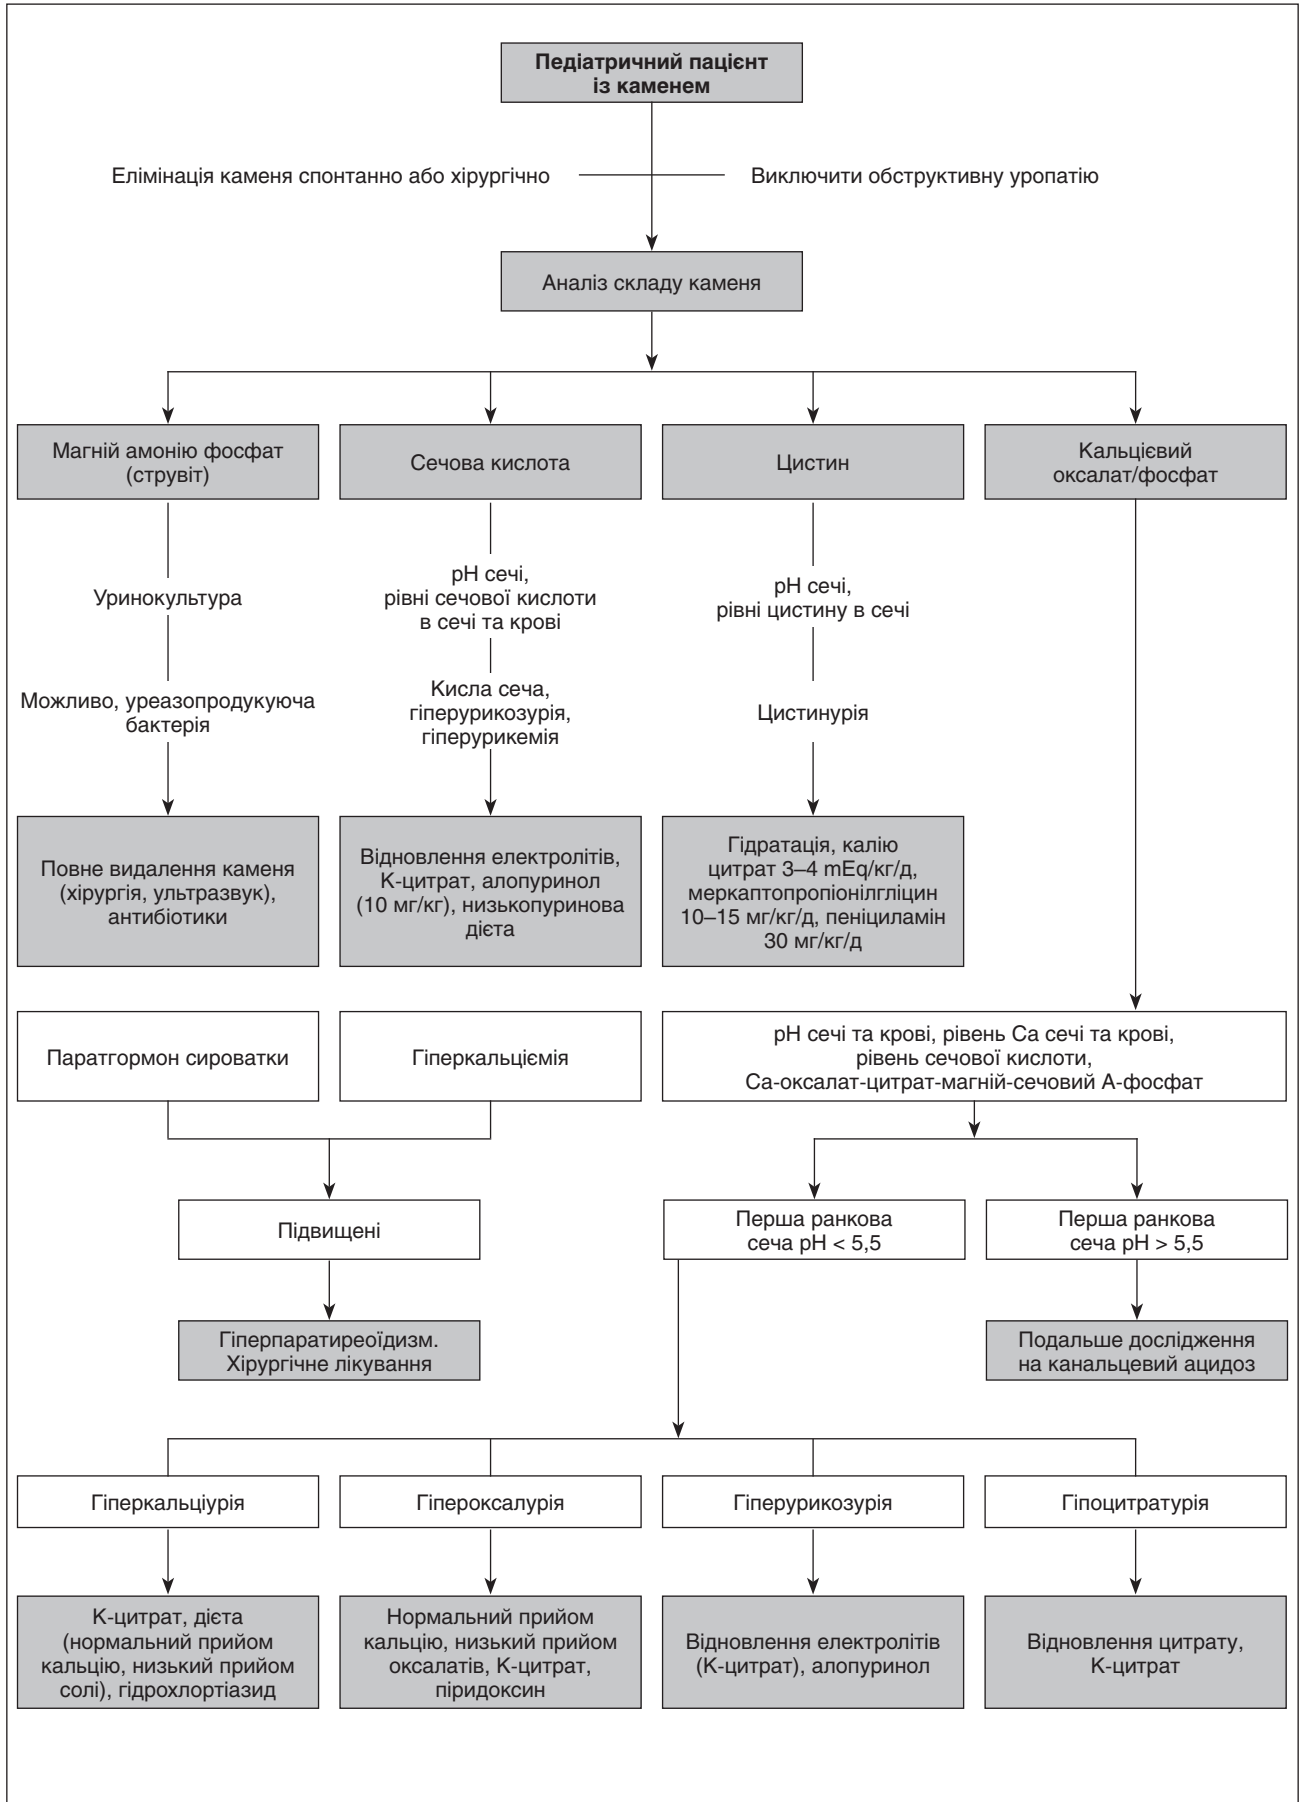 Педіатричний пацієнт
із каменем
Елімінація каменя спонтанно або хірургічно
Виключити обструктивну уропатію
Аналіз складу каменя
Магній амонію фосфат
(струвіт)
Сечова кислота
Цистин
Кальцієвий
оксалат/фосфат
Уринокультура
pH сечі,
рівні сечової кислоти
в сечі та крові
pH сечі,
рівні цистину в сечі
Можливо, уреазопродукуюча
бактерія
Кисла сеча,
гіперурикозурія,
гіперурикемія
Цистинурія
Повне видалення каменя
(хірургія, ультразвук),
антибіотики
Відновлення електролітів,
К-цитрат, алопуринол
(10 мг/кг), низькопуринова
дієта
Гідратація, калію
цитрат 3–4 mEq/кг/д,
меркаптопропіонілгліцин
10–15 мг/кг/д, пеніциламін
30 мг/кг/д
Паратгормон сироватки
Гіперкальціємія
pH сечі та крові, рівень Ca сечі та крові,
рівень сечової кислоти,
Са-оксалат-цитрат-магній-сечовий А-фосфат
Підвищені
Перша ранкова
сеча pH < 5,5
Перша ранкова
сеча pH > 5,5
Гіперпаратиреоїдизм.
Хірургічне лікування
Подальше дослідження
на канальцевий ацидоз
Гіперкальціурія
Гіпероксалурія
Гіперурикозурія
Гіпоцитратурія
К-цитрат, дієта
(нормальний прийом
кальцію, низький прийом
солі), гідрохлортіазид
Нормальний прийом
кальцію, низький прийом
оксалатів, К-цитрат,
піридоксин
Відновлення електролітів
(К-цитрат), алопуринол
Відновлення цитрату,
К-цитрат